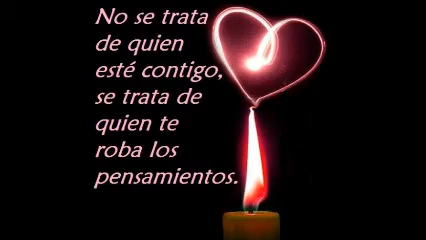 No se trata
de quien
esté contigo,
se trata de
quien te
roba los
pensamientos.